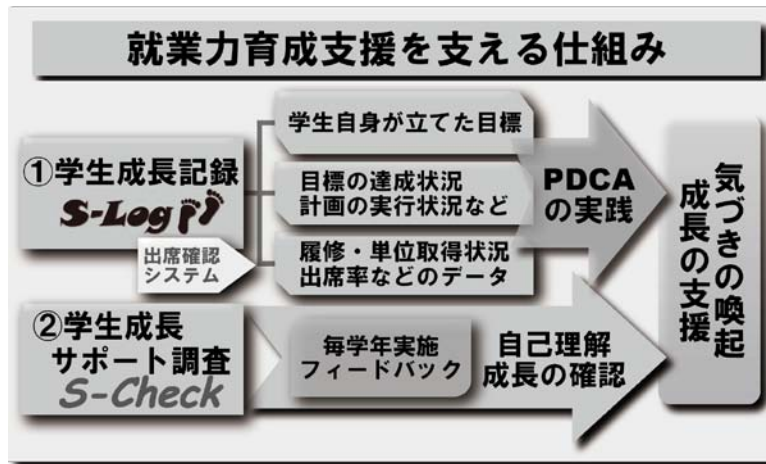 就業力育成支援を支える仕組み
①学生成長記録
S-Log
出席確認
システム
学生自身が立てた目標
目標の達成状況
計画の実行状況など
履修・単位取得状況
出席率などのデータ
PDCA
の実践
②学生成長
サポート調査
S-Check
毎学年実施
フィードバック
自己理解
成長の確認
気づきの喚起
成長の支援